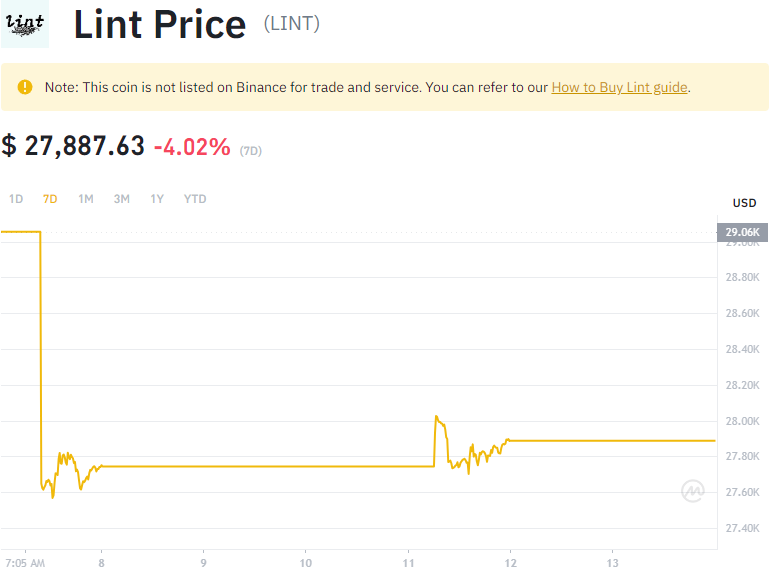 lint
Lint Price (LINT)
Note: This coin is not listed on Binance for trade and service. You can refer to our How to Buy Lint guide.
$ 27,887.63 -4.02% (7D)
1D 7D 1M 3M 1Y YTD
USD
29.06K
29.00K
28.80K
28.60K
28.40K
28.20K
28.00K
27.80K
27.60K
27.40K
7:05 AM 8 9 10 11 12 13